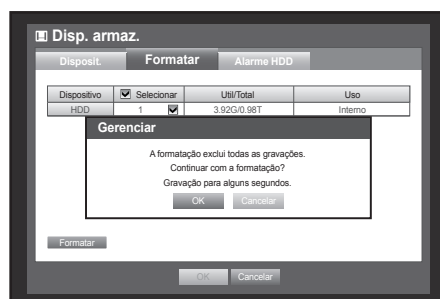 Disp. armaz.
Disposit. Formatar Alarme HDD
Dispositivo Selecionar Util/Total Uso
HDD 1 3.92G/0.98T Interno
Gerenciar
A formatação exclui todas as gravações.
Continuar com a formatação?
Gravação para alguns segundos.
OK Cancelar
Formatar
OK Cancelar